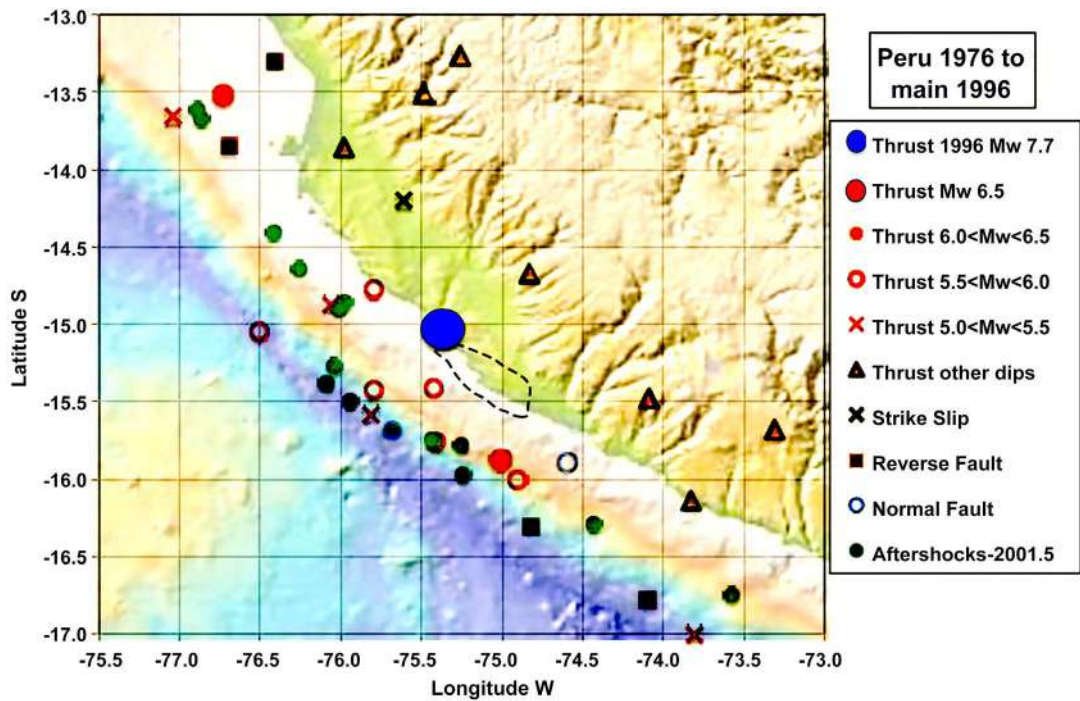 -13.0
-13.5
-14.0
-14.5
-15.0
-15.5
-16.0
-16.5
-17.0
Latitude S
-75.5
-77.0
-76.5
-76.0
-75.5
-75.0
-74.5
-74.0
-73.5
-73.0
Longitude W
Peru 1976 to
main 1996
Thrust 1996 Mw 7.7
Thrust Mw 6.5
Thrust 6.0<Mw<6.5
Thrust 5.5<Mw<6.0
Thrust 5.0<Mw<5.5
Thrust other dips
Strike Slip
Reverse Fault
Normal Fault
Aftershocks-2001.5